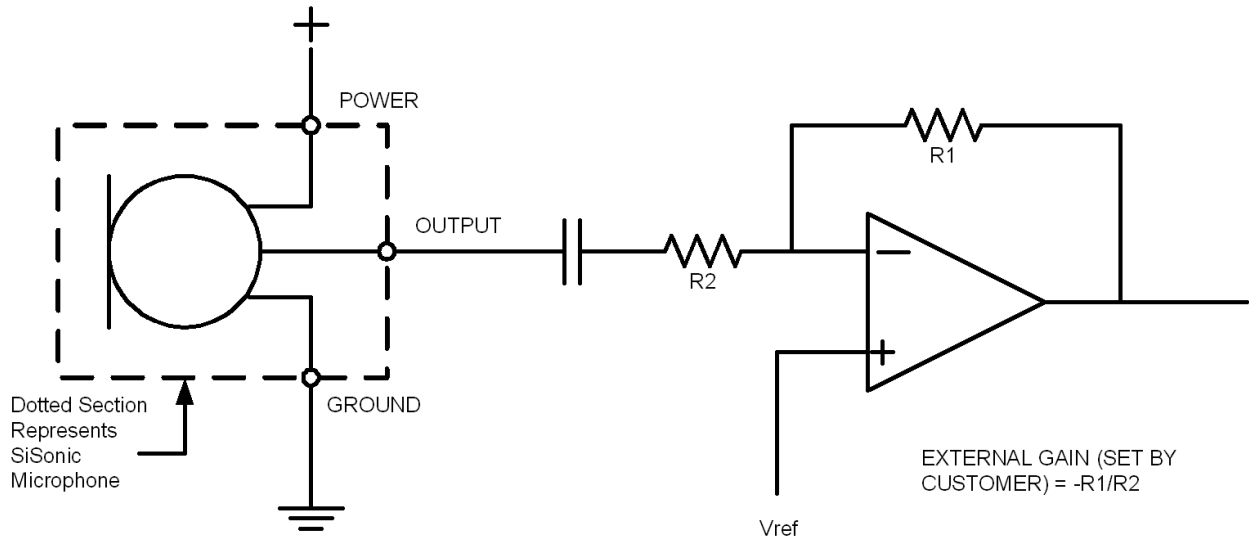 POWER
R1
OUTPUT
R2
GROUND
Dotted Section
Represents
SiSonic
Microphone
EXTERNAL GAIN (SET BY
CUSTOMER) = -R1/R2
Vref